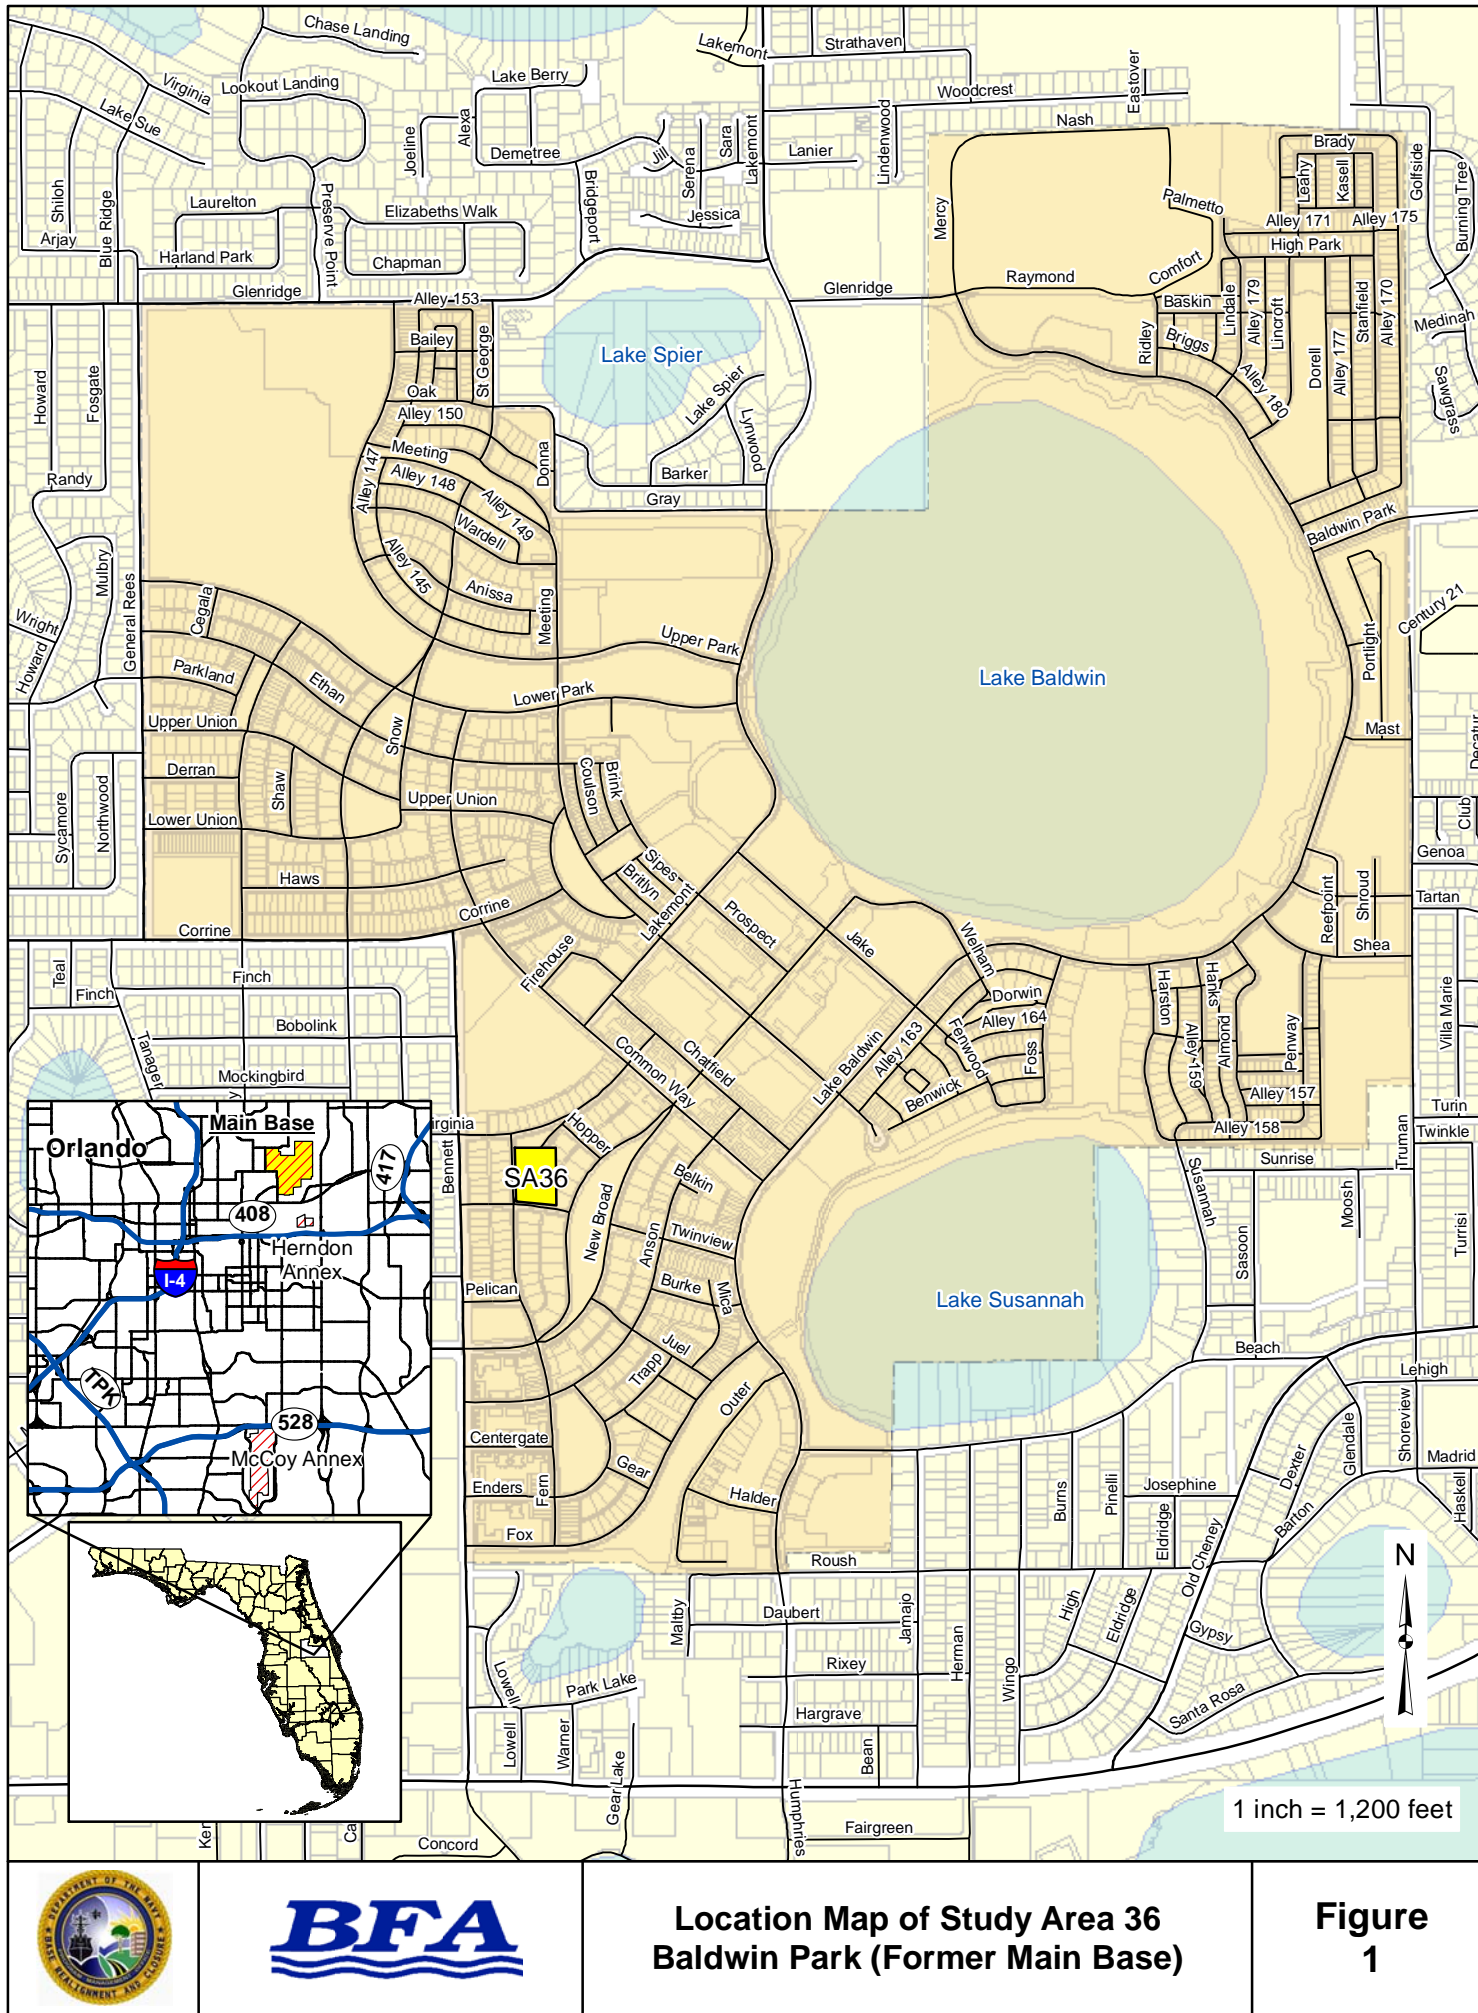 Chase Landing
Lakemont
Strathaven
Virginia
Lookout Landing
Lake Berry
Woodcrest
Eastover
Lake Sue
Joeline
Alexa
Demetree
Jill
Serena
Sara
Lakemont
Lanier
Lindenwood
Nash
Brady
Leahy
Kasell
Golfside
Burning Tree
Shiloh
Blue Ridge
Laurelton
Preserve Point
Elizabeths Walk
Bridgeport
Jessica
Mercy
Palmetto
Alley 171
Alley 175
Arjay
Harland Park
Chapman
High Park
Glenridge
Alley 153
Glenridge
Raymond
Comfort
Baskin
Lindale
Alley 179
Lincroft
Stanfield
Alley 170
Medinah
Bailey
St George
Lake Spier
Ridley
Briggs
Dorell
Alley 177
Howard
Fosgate
Oak
Lake Spier
Alley 180
Sawgrass
Alley 150
Meeting
Donna
Lynwood
Alley 147
Alley 148
Alley 149
Barker
Randy
Gray
Wardell
Baldwin Park
Mulbry
General Rees
Alley 145
Anissa
Meeting
Cegala
Upper Park
Century 21
Wright
Howard
Portlight
Parkland
Ethan
Lower Park
Lake Baldwin
Upper Union
Snow
Mast
Decatur
Derran
Shaw
Upper Union
Coulson
Brink
Sycamore
Northwood
Lower Union
Club
Genoa
Haws
Sipes
Britlyn
Lakemont
Prospect
Tartan
Corrine
Corrine
Firehouse
Jake
Welham
Reefpoint
Shroud
Shea
Teal
Finch
Finch
Dorwin
Harston
Hanks
Villa Marie
Bobolink
Tanager
Alley 164
Alley 163
Fenwood
Foss
Almond
Alley 159
Penway
Mockingbird
Common Way
Chatfield
Lake Baldwin
Benwick
Alley 157
Turin
y
irginia
Hopper
Alley 158
Truman
Twinkle
Bennett
SA36
Belkin
Susannah
Sunrise
Moosh
Turrisi
New Broad
Anson
Twinview
Sasoon
Pelican
Burke
Mica
Lake Susannah
Juel
Trapp
Beach
Lehigh
Outer
Shoreview
Glendale
Centergate
Gear
Dexter
Madrid
Enders
Fern
Halder
Burns
Pinelli
Josephine
Haskell
Fox
Eldridge
Barton
Roush
Old Cheney
Maltby
Daubert
Jamajo
High
Eldridge
Gypsy
Lowell
Park Lake
Rixey
Herman
Wingo
Santa Rosa
Lowell
Warner
Hargrave
Bean
Gear Lake
Humphries
Ker
Ca
Concord
Fairgreen
Main Base
Orlando
417
408
Herndon
Annex
I-4
TPK
528
McCoy Annex
N
1 inch = 1,200 feet
DEPARTMENT OF THE NAVY
BASE REALIGNMENT AND CLOSURE
BFA
Location Map of Study Area 36
Baldwin Park (Former Main Base)
Figure
1